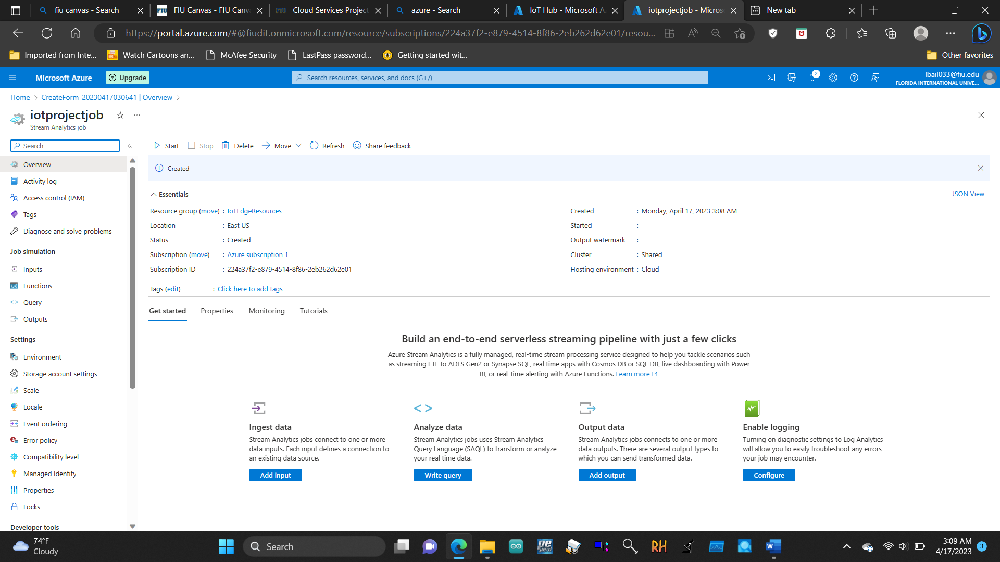 fiu canvas - Search
FIU Canvas - FIU Canv
Cloud Services Project
azure - Search
IoT Hub - Microsoft A
iotprojectjob - Micros
New tab
https://portal.azure.com/#@fiudit.onmicrosoft.com/resource/subscriptions/224a37f2-e879-4514-8f86-2eb262d62e01/resou...
Imported from Inte...
Watch Cartoons an...
McAfee Security
LastPass password...
Getting started wit...
Other favorites
Microsoft Azure
Upgrade
Search resources, services, and docs (G+/)
2
lbail033@fiu.edu
FLORIDA INTERNATIONAL UNIVE...
Home > CreateForm-20230417030641 | Overview >
iotprojectjob
Stream Analytics job
Search
Start
Stop
Delete
Move
Refresh
Share feedback
Overview
Activity log
Access control (IAM)
Tags
Diagnose and solve problems
Job simulation
Inputs
Functions
Query
Outputs
Settings
Environment
Storage account settings
Scale
Locale
Event ordering
Error policy
Compatibility level
Managed Identity
Properties
Locks
Developer tools
Created
Essentials
JSON View
Resource group (move) : IoTEdgeResources
Location : East US
Status : Created
Subscription (move) : Azure subscription 1
Subscription ID : 224a37f2-e879-4514-8f86-2eb262d62e01
Tags (edit) : Click here to add tags
Created : Monday, April 17, 2023 3:08 AM
Started :
Output watermark :
Cluster : Shared
Hosting environment : Cloud
Get started
Properties
Monitoring
Tutorials
Build an end-to-end serverless streaming pipeline with just a few clicks
Azure Stream Analytics is a fully managed, real-time stream processing service designed to help you tackle scenarios such
as streaming ETL to ADLS Gen2 or Synapse SQL, real time apps with Cosmos DB or SQL DB, live dashboarding with Power
BI, or real-time alerting with Azure Functions. Learn more
Ingest data
Stream Analytics jobs connect to one or more
data inputs. Each input defines a connection to
an existing data source.
Add input
Analyze data
Stream Analytics jobs uses Stream Analytics
Query Language (SAQL) to transform or analyze
your real time data.
Write query
Output data
Stream Analytics jobs connects to one or more
data outputs. There are several output types to
which you can send transformed data.
Add output
Enable logging
Turning on diagnostic settings to Log Analytics
will allow you to easily troubleshoot any errors
your job may encounter.
Configure
74°F
Cloudy
Search
RH
3:09 AM
4/17/2023
3